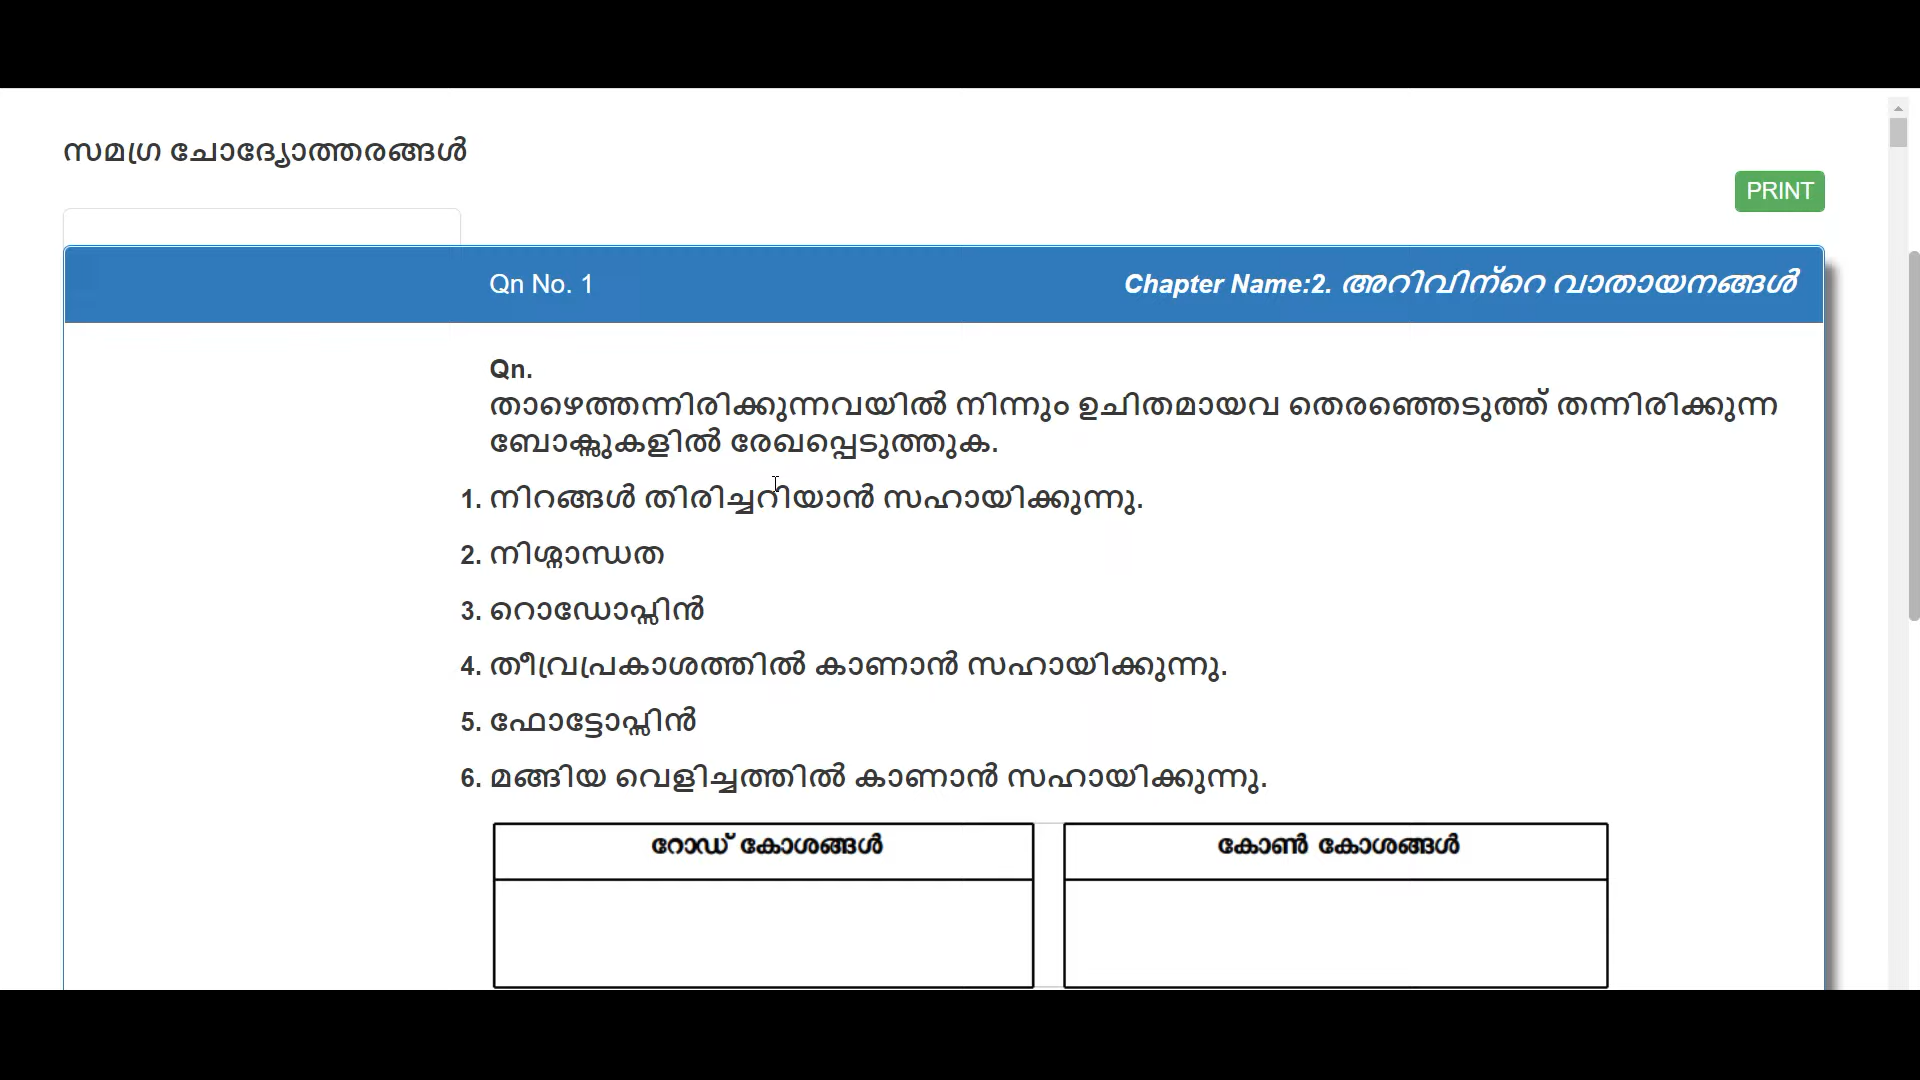 സമഗ്ര ചോദ്യോത്തരങ്ങൾ
PRINT
Qn No. 1
Chapter Name:2. അറിവിന്റെ വാതായനങ്ങൾ
Qn.
താഴെത്തന്നിരിക്കുന്നവയിൽ നിന്നും ഉചിതമായവ തെരഞ്ഞെടുത്ത് തന്നിരിക്കുന്ന
ബോക്സുകളിൽ രേഖപ്പെടുത്തുക.
1. നിറങ്ങൾ തിരിച്ചറിയാൻ സഹായിക്കുന്നു.
2. നിശാന്ധത
3. റൊഡോപ്സിൻ
4. തീവ്രപ്രകാശത്തിൽ കാണാൻ സഹായിക്കുന്നു.
5. ഫോട്ടോപ്സിൻ
6. മങ്ങിയ വെളിച്ചത്തിൽ കാണാൻ സഹായിക്കുന്നു.
റോഡ് കോശങ്ങൾ
കോൺ കോശങ്ങൾ